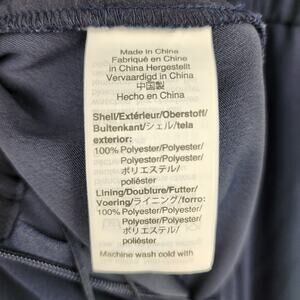 Made in China
Fabriqué en Chine
in China Hergestellt
Vervaardigd in China
中国製
Hecho en China
Shell/Extérieur/Oberstoff/
Buitenkant/シェル/tela
exterior:
100% Polyester/Polyester/
Polyester/Polyester/
ポリエステル/
poliéster
Lining/Doublure/Futter/
Voering/ライニング/forro:
100% Polyester/Polyester/
Polyester/Polyester/
ポリエステル/
poliéster
Machine wash cold with